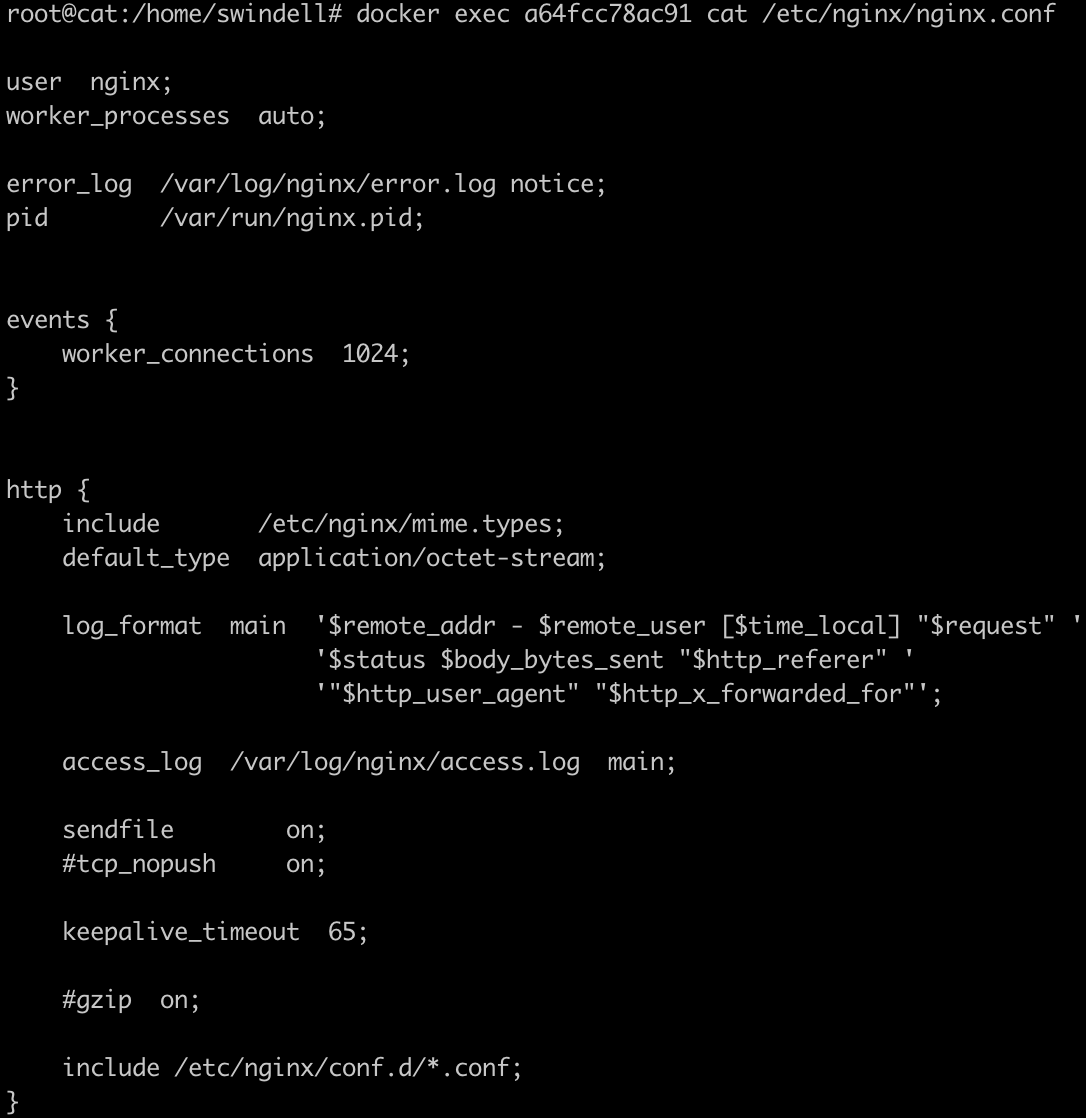 root@cat:/home/swindell# docker exec a64fcc78ac91 cat /etc/nginx/nginx.conf

user  nginx;
worker_processes  auto;

error_log  /var/log/nginx/error.log notice;
pid        /var/run/nginx.pid;


events {
    worker_connections  1024;
}


http {
    include       /etc/nginx/mime.types;
    default_type  application/octet-stream;

    log_format  main  '$remote_addr - $remote_user [$time_local] "$request" '
                      '$status $body_bytes_sent "$http_referer" '
                      '"$http_user_agent" "$http_x_forwarded_for"';

    access_log  /var/log/nginx/access.log  main;

    sendfile        on;
    #tcp_nopush     on;

    keepalive_timeout  65;

    #gzip  on;

    include /etc/nginx/conf.d/*.conf;
}